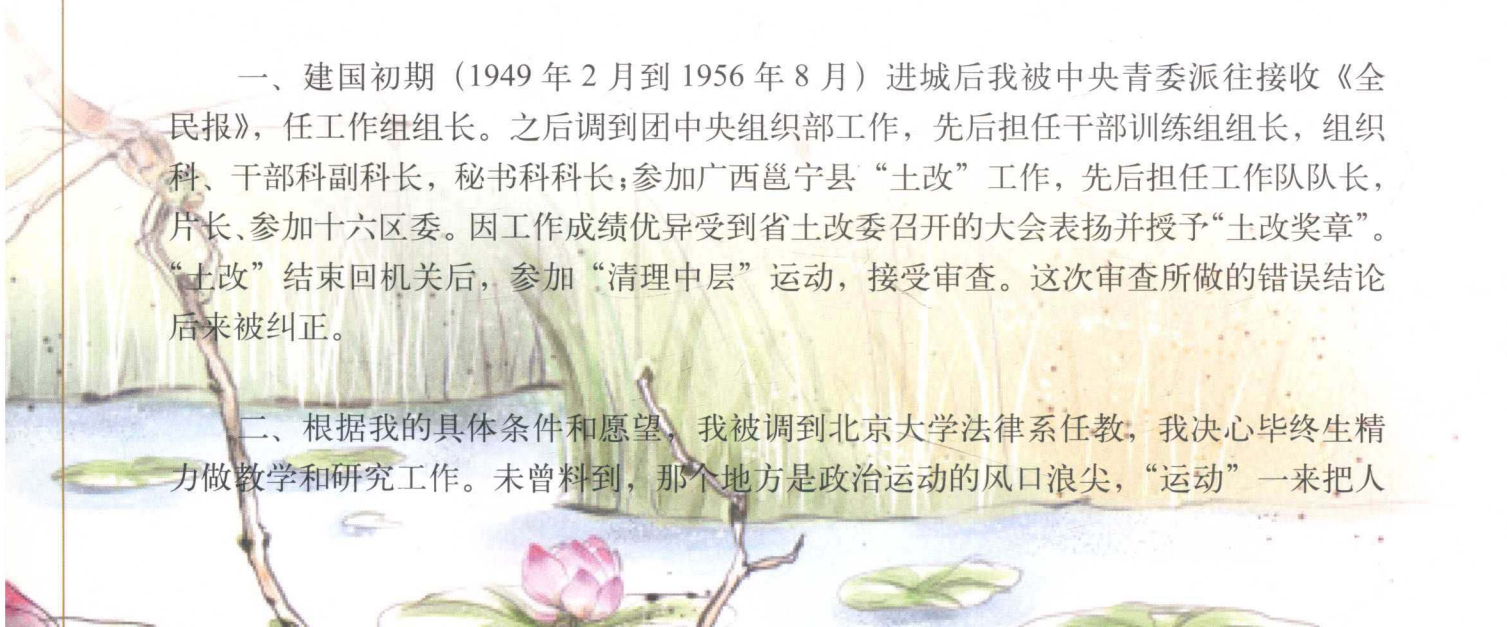 一、建国初期（1949 年 2 月到 1956 年 8 月）进城后我被中央青委派往接收《全
民报》，任工作组组长。之后调到团中央组织部工作，先后担任干部训练组组长，组织
科、干部科副科长，秘书科科长；参加广西邕宁县“土改”工作，先后担任工作队队长，
片长、参加十六区委。因工作成绩优异受到省土改委召开的大会表扬并授予“土改奖章”。
“土改”结束回机关后，参加“清理中层”运动，接受审查。这次审查所做的错误结论
后来被纠正。
二、根据我的具体条件和愿望，我被调到北京大学法律系任教，我决心毕终生精
力做教学和研究工作。未曾料到，那个地方是政治运动的风口浪尖，“运动”一来把人